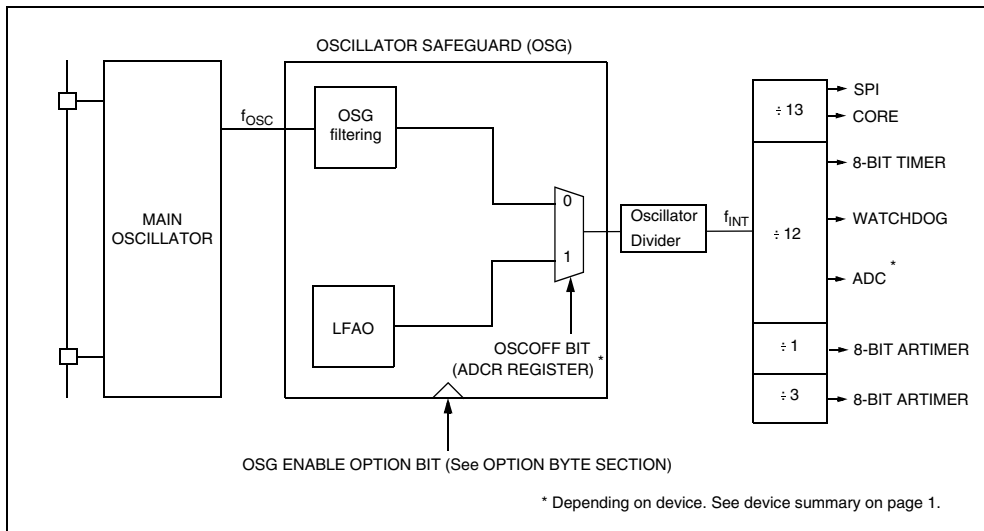 OSCILLATOR SAFEGUARD (OSG)
MAIN
OSCILLATOR
fOSC
OSG
filtering
LFAO
0
1
OSCOFF BIT
(ADCR REGISTER) *
Oscillator
Divider
fINT
÷ 13
÷ 12
÷ 1
÷ 3
SPI
CORE
8-BIT TIMER
WATCHDOG
ADC *
8-BIT ARTIMER
8-BIT ARTIMER
OSG ENABLE OPTION BIT (See OPTION BYTE SECTION)
* Depending on device. See device summary on page 1.